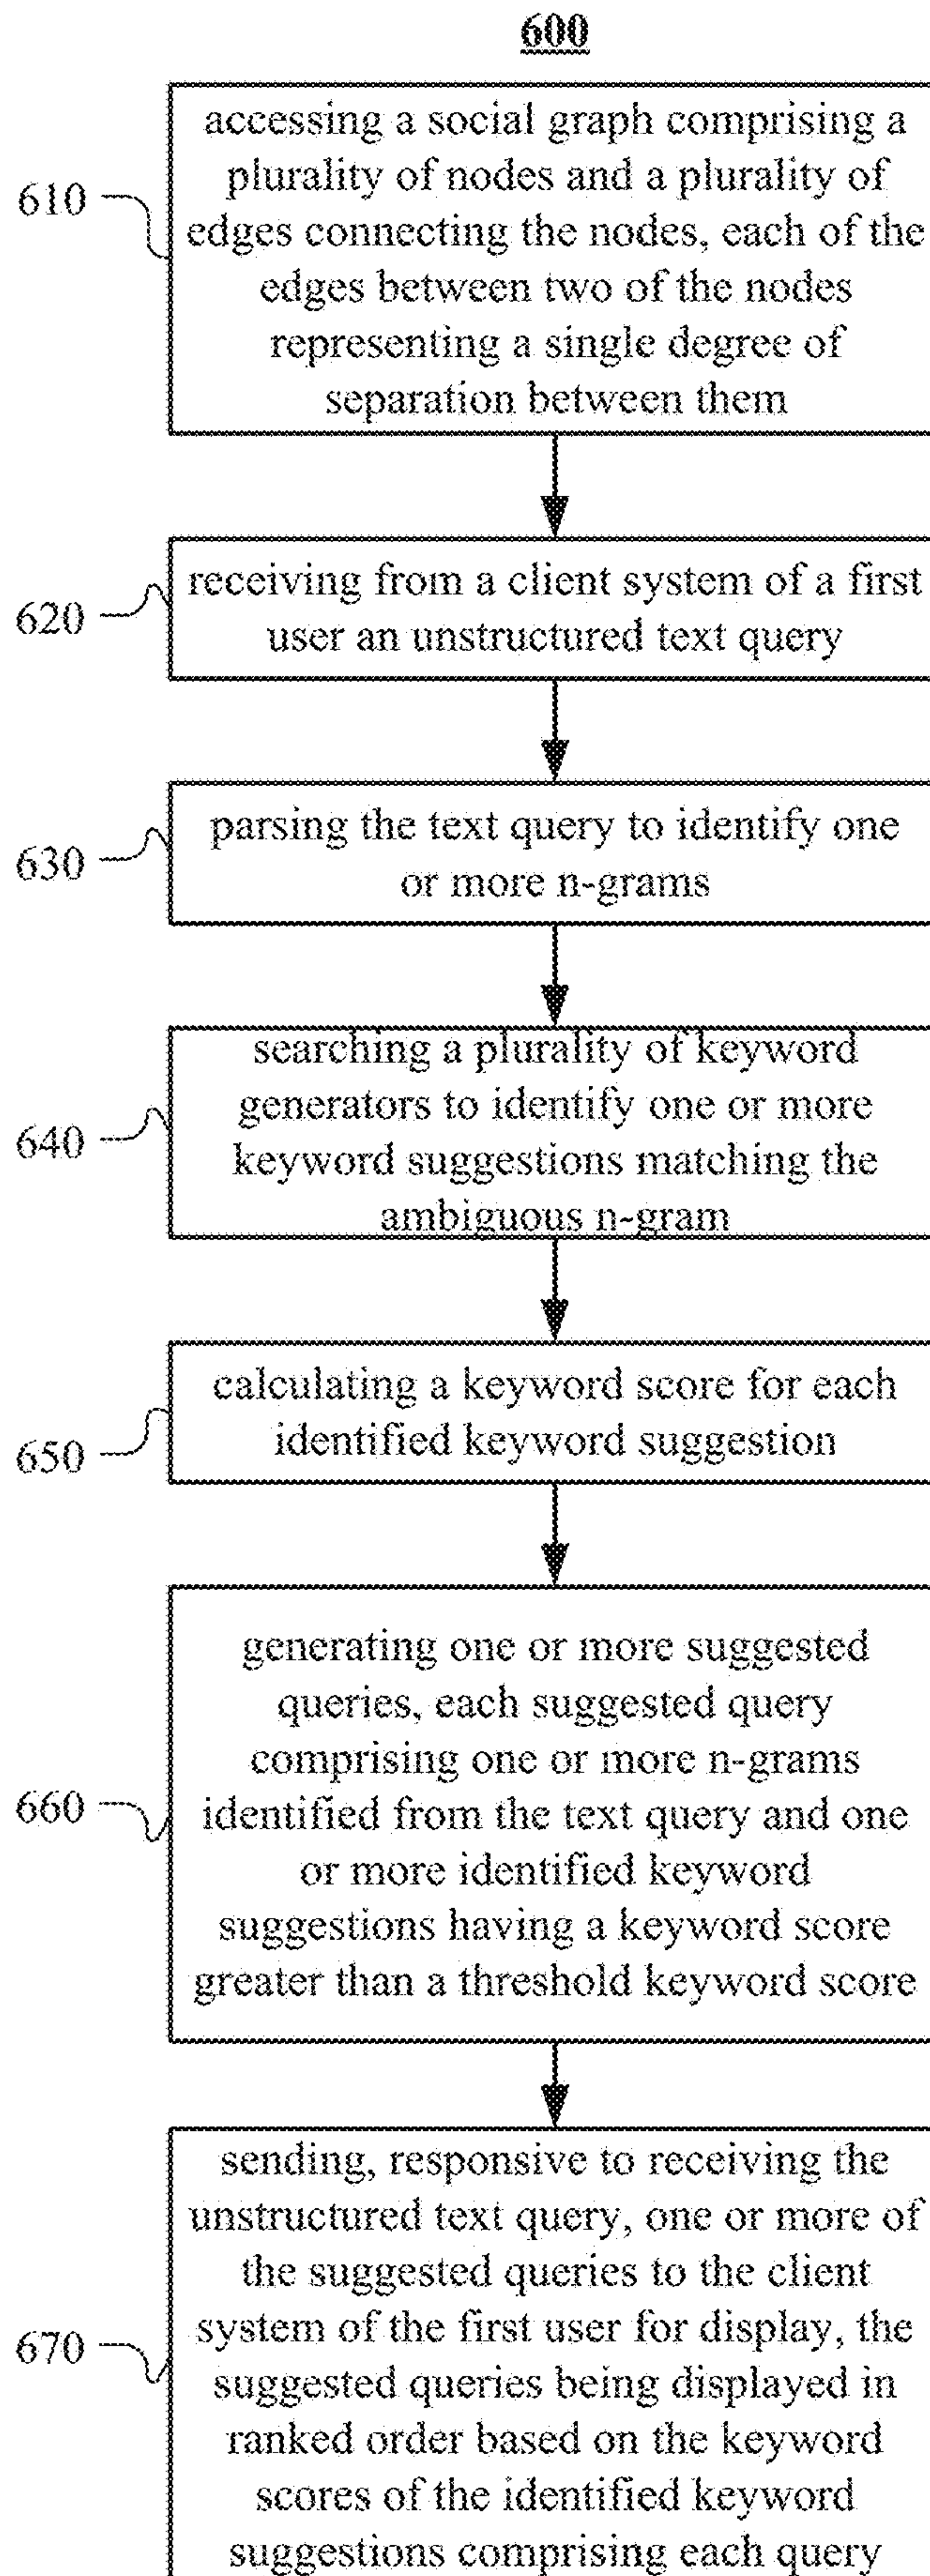 600
610
accessing a social graph comprising a
plurality of nodes and a plurality of
edges connecting the nodes, each of the
edges between two of the nodes
representing a single degree of
separation between them
620
receiving from a client system of a first
user an unstructured text query
630
parsing the text query to identify one
or more n-grams
640
searching a plurality of keyword
generators to identify one or more
keyword suggestions matching the
ambiguous n-gram
650
calculating a keyword score for each
identified keyword suggestion
660
generating one or more suggested
queries, each suggested query
comprising one or more n-grams
identified from the text query and one
or more identified keyword
suggestions having a keyword score
greater than a threshold keyword score
670
sending, responsive to receiving the
unstructured text query, one or more of
the suggested queries to the client
system of the first user for display, the
suggested queries being displayed in
ranked order based on the keyword
scores of the identified keyword
suggestions comprising each query